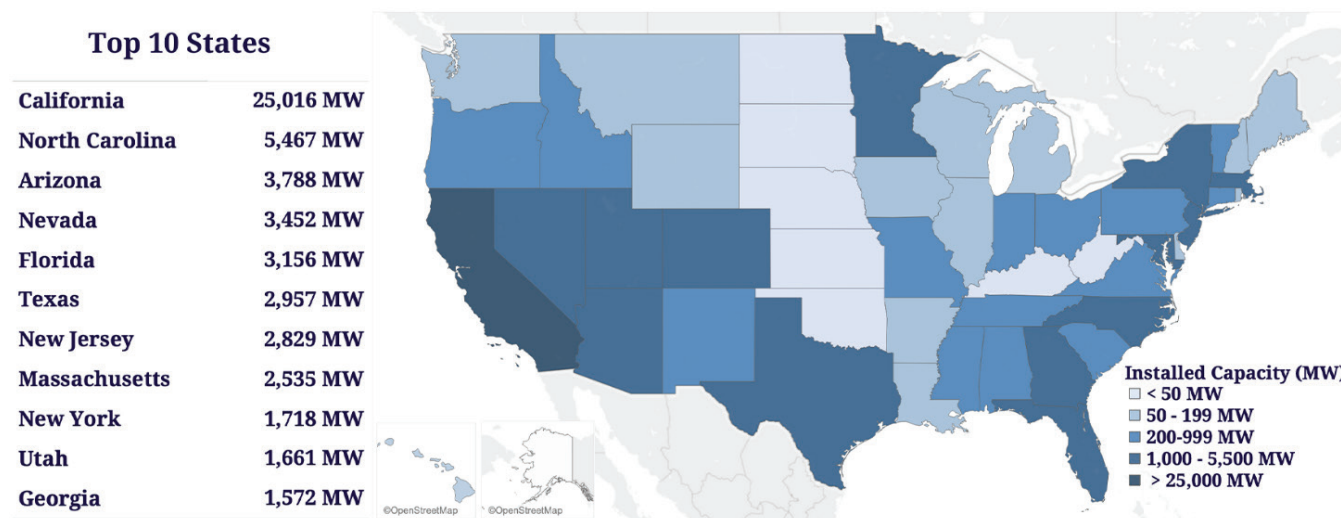 Top 10 States
California 25,016 MW
North Carolina 5,467 MW
Arizona 3,788 MW
Nevada 3,452 MW
Florida 3,156 MW
Texas 2,957 MW
New Jersey 2,829 MW
Massachusetts 2,535 MW
New York 1,718 MW
Utah 1,661 MW
Georgia 1,572 MW
©OpenStreetMap
©OpenStreetMap
Installed Capacity (MW)
< 50 MW
50 - 199 MW
200-999 MW
1,000 - 5,500 MW
> 25,000 MW